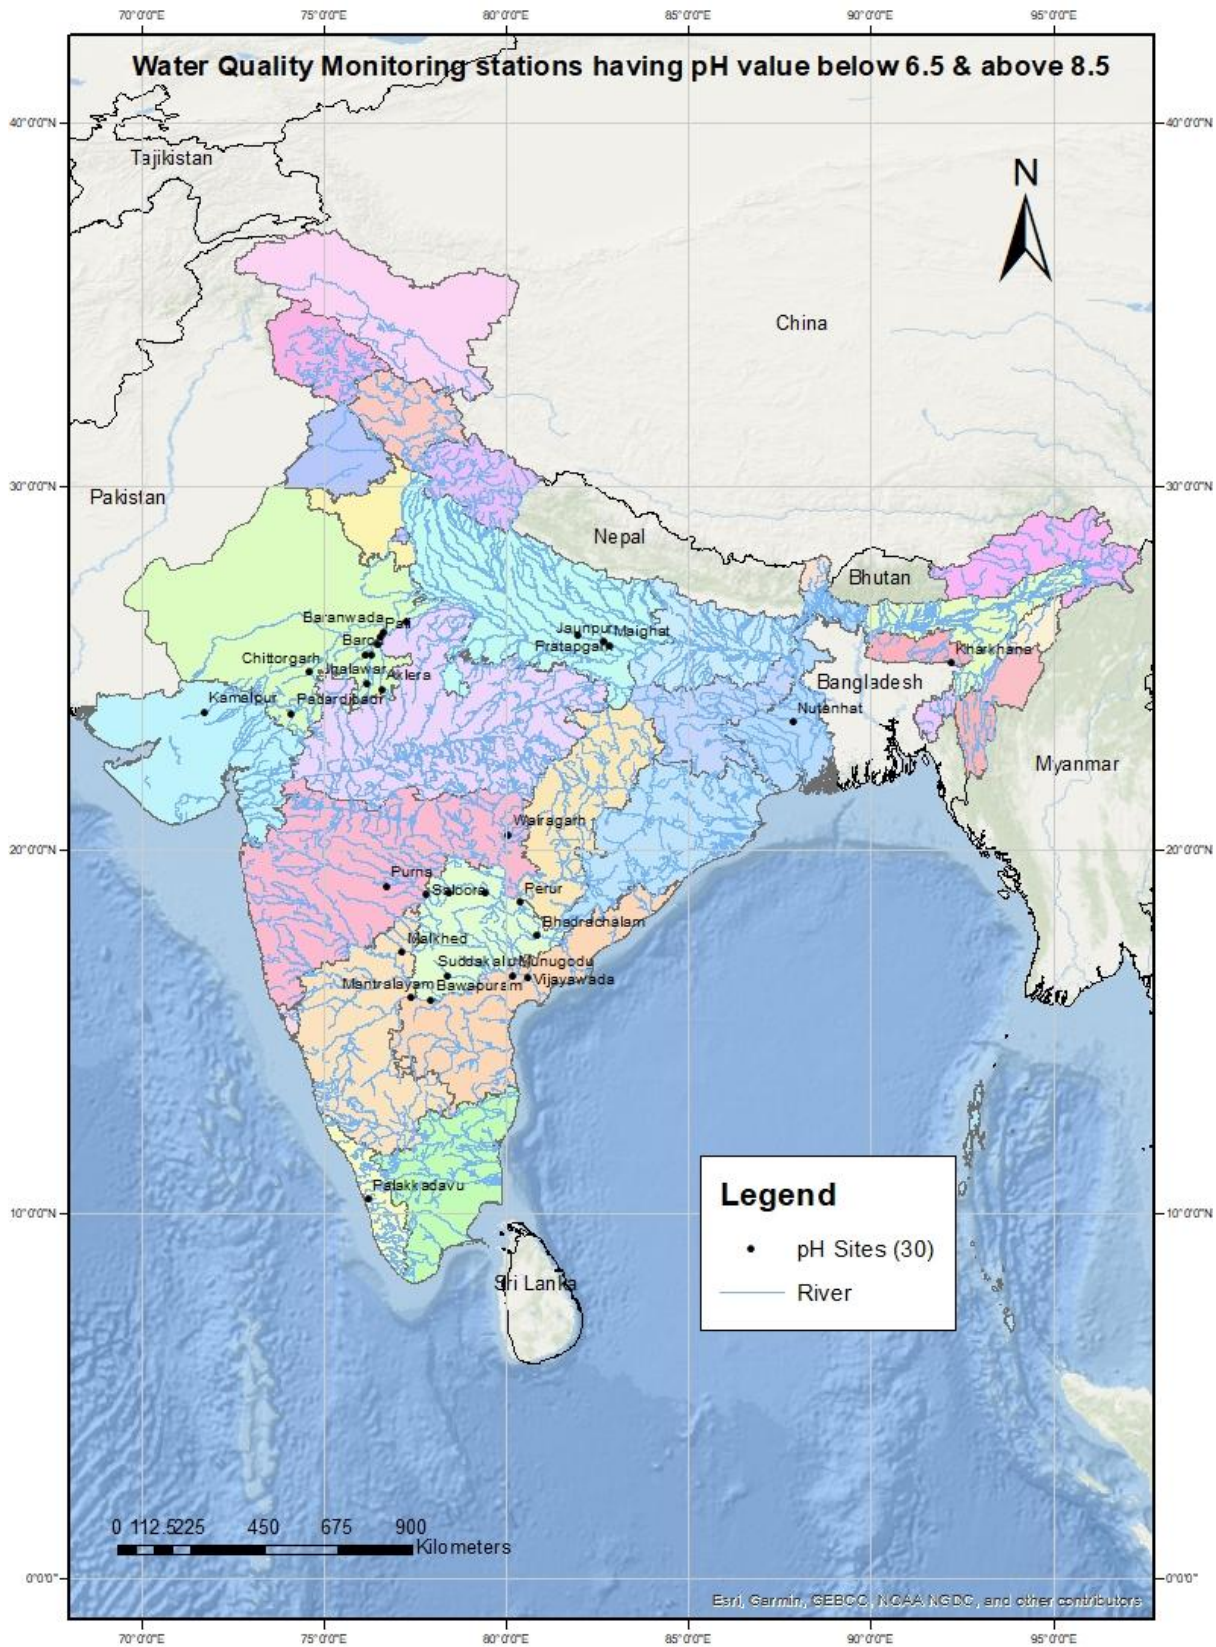 70°0'0"E 75°0'0"E 80°0'0"E 85°0'0"E 90°0'0"E 95°0'0"E
Water Quality Monitoring stations having pH value below 6.5 & above 8.5
40°0'0"N 40°0'0"N
Tajikistan
N
China
Pakistan
30°0'0"N 30°0'0"N
Nepal
Bhutan
Baranwada
Jaunpur
Maighat
Pratapgarh
Kharkhana
Chittorgarh
Jhalawar
Aklera
Bangladesh
Kamalpur
Nutanhat
Myanmar
Wairagarh
20°0'0"N 20°0'0"N
Purna
Saloora
Perur
Bhadrachalam
Malkhed
Suddakallu
Munugodu
Vijayawada
Mantralayam
Bawapuram
Palakkadavu
10°0'0"N 10°0'0"N
Legend
pH Sites (30)
River
Sri Lanka
0 112.5225 450 675 900
Kilometers
0°0'0" 0°0'0"
Esri, Garmin, GEBCO, NOAA NGDC, and other contributors
70°0'0"E 75°0'0"E 80°0'0"E 85°0'0"E 90°0'0"E 95°0'0"E